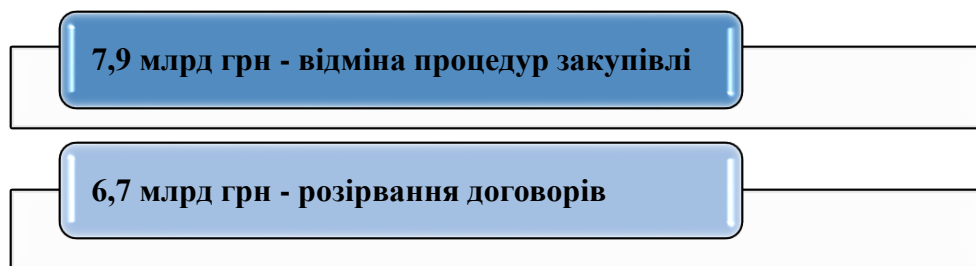 7,9 млрд грн - відміна процедур закупівлі
6,7 млрд грн - розірвання договорів